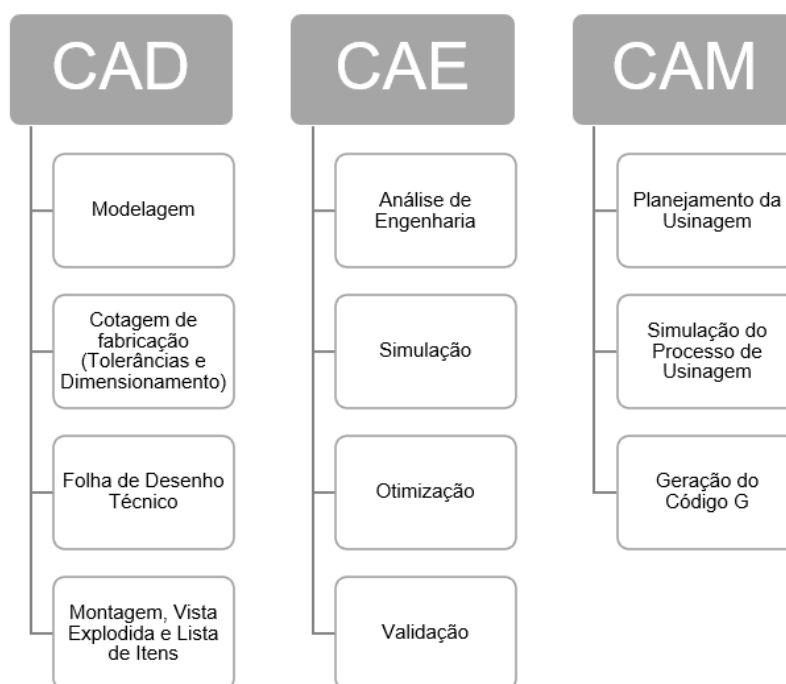 CAD
Modelagem
Cotagem de
fabricação
(Tolerâncias e
Dimensionamento)
Folha de Desenho
Técnico
Montagem, Vista
Explodida e Lista
de Itens
CAE
Análise de
Engenharia
Simulação
Otimização
Validação
CAM
Planejamento da
Usinagem
Simulação do
Processo de
Usinagem
Geração do
Código G